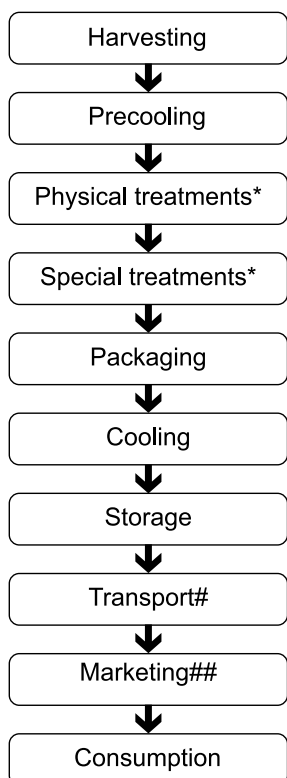 Harvesting
Precooling
Physical treatments*
Special treatments*
Packaging
Cooling
Storage
Transport#
Marketing##
Consumption